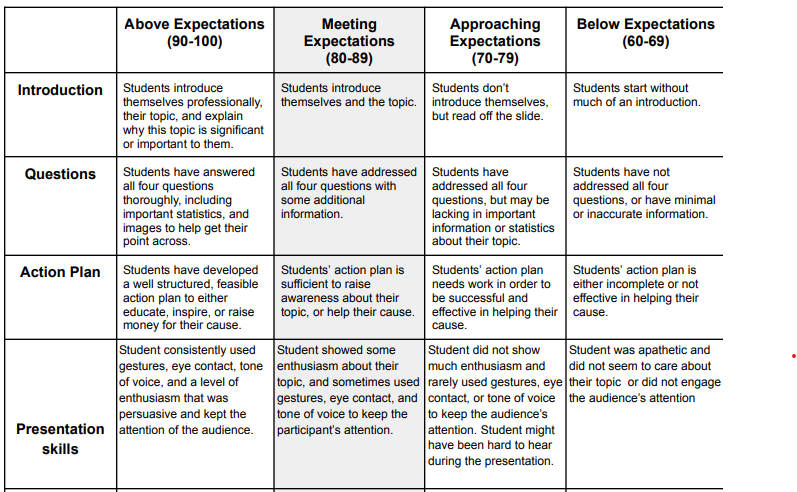 Above Expectations
(90-100)
Meeting
Expectations
(80-89)
Approaching
Expectations
(70-79)
Below Expectations
(60-69)
Introduction
Students introduce
themselves professionally,
their topic, and explain
why this topic is significant
or important to them.
Students introduce
themselves and the topic.
Students don’t
introduce themselves,
but read off the slide.
Students start without
much of an introduction.
Questions
Students have answered
all four questions
thoroughly, including
important statistics, and
images to help get their
point across.
Students have addressed
all four questions with
some additional
information.
Students have
addressed all four
questions, but may be
lacking in important
information or statistics
about their topic.
Students have not
addressed all four
questions, or have minimal
or inaccurate information.
Action Plan
Students have developed
a well structured, feasible
action plan to either
educate, inspire, or raise
money for their cause.
Students’ action plan is
sufficient to raise
awareness about their
topic, or help their cause.
Students’ action plan
needs work in order to
be successful and
effective in helping their
cause.
Students’ action plan is
either incomplete or not
effective in helping their
cause.
Presentation
skills
Student consistently used
gestures, eye contact, tone
of voice, and a level of
enthusiasm that was
persuasive and kept the
attention of the audience.
Student showed some
enthusiasm about their
topic, and sometimes used
gestures, eye contact, and
tone of voice to keep the
participant’s attention.
Student did not show
much enthusiasm and
rarely used gestures, eye
contact, or tone of voice
to keep the audience’s
attention. Student might
have been hard to hear
during the presentation.
Student was apathetic and
did not seem to care about
their topic or did not engage
the audience’s attention